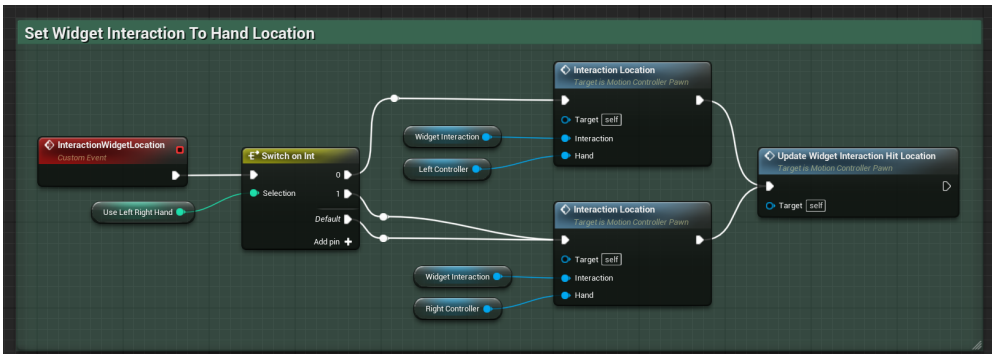 Set Widget Interaction To Hand Location
InteractionWidgetLocation
Custom Event
Use Left Right Hand
Switch on Int
0
Selection
1
Default
Add pin
Interaction Location
Target is Motion Controller Pawn
Target self
Interaction
Hand
Widget Interaction
Left Controller
Interaction Location
Target is Motion Controller Pawn
Target self
Interaction
Hand
Widget Interaction
Right Controller
Update Widget Interaction Hit Location
Target is Motion Controller Pawn
Target self